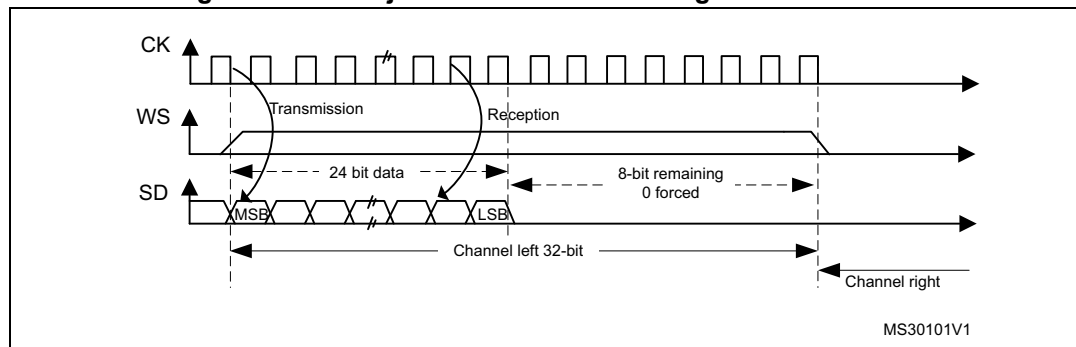 CK
Transmission
Reception
WS
24 bit data
8-bit remaining
0 forced
SD
MSB
LSB
Channel left 32-bit
Channel right
MS30101V1